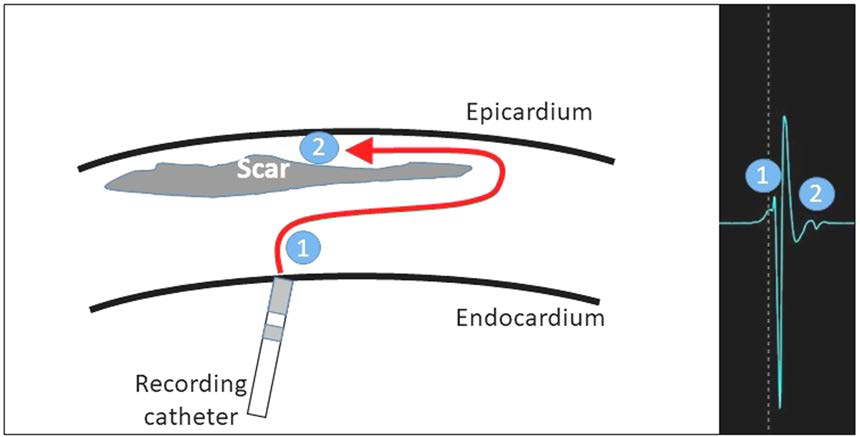 Epicardium
2
Scar
1
Endocardium
Recording
catheter
1
2